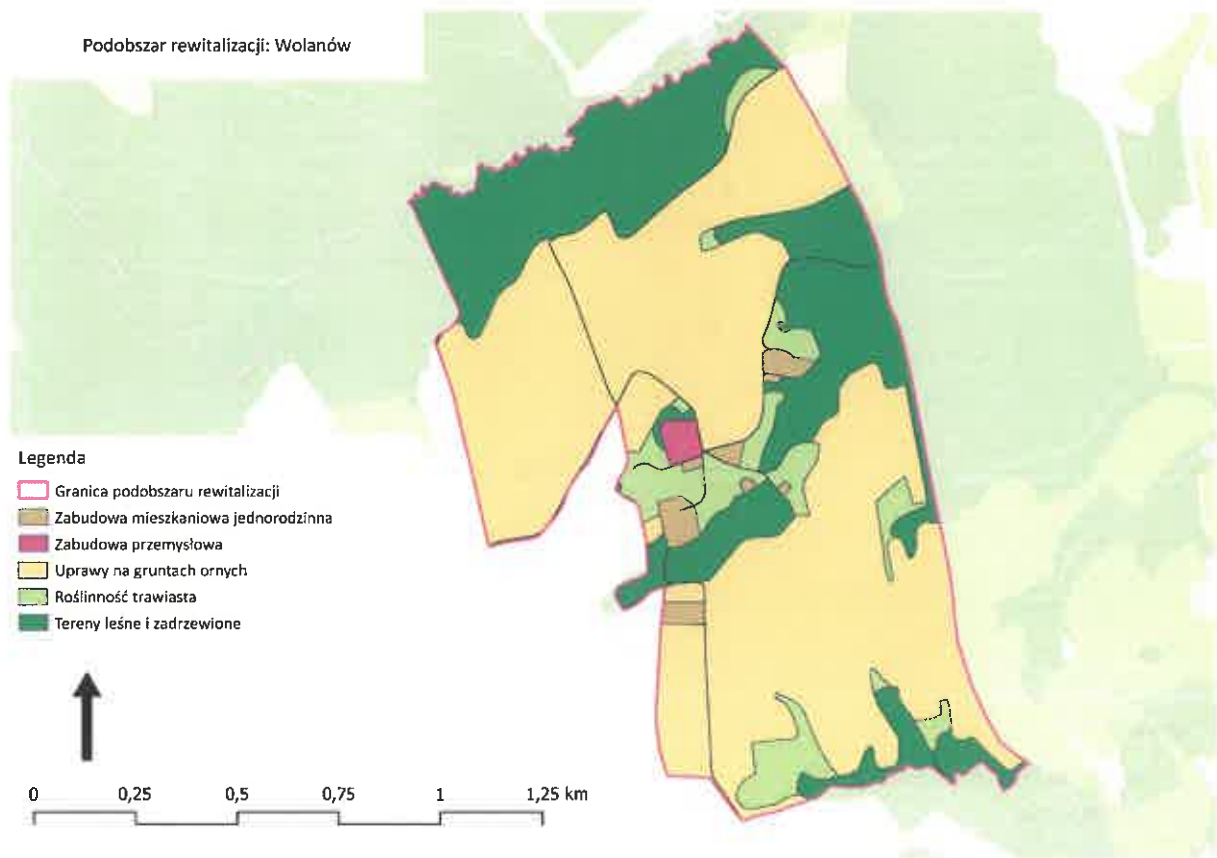 Podobszar rewitalizacji: Wolanów
Legenda
Granica podobszaru rewitalizacji
Zabudowa mieszkaniowa jednorodzinna
Zabudowa przemysłowa
Uprawy na gruntach ornych
Roślinność trawiasta
Tereny leśne i zadrzewione
0 0,25 0,5 0,75 1 1,25 km